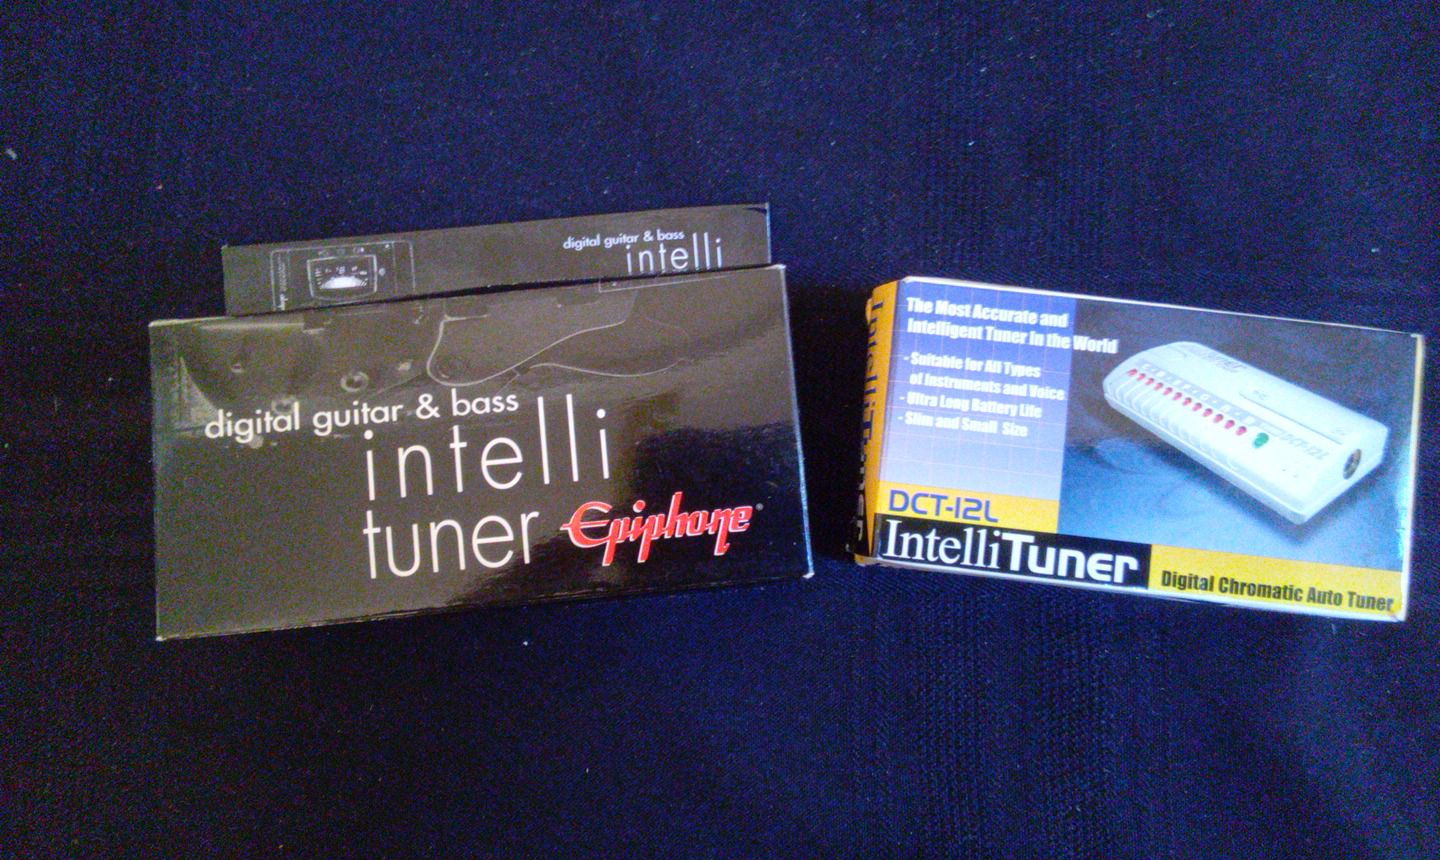 digital guitar & bass
intelli
digital guitar & bass
intelli
tuner Epiphone®
The Most Accurate and
Intelligent Tuner in the World
- Suitable for All Types
of Instruments and Voice
- Ultra Long Battery Life
- Slim and Small Size
DCT-12L
IntelliTuner
Digital Chromatic Auto Tuner